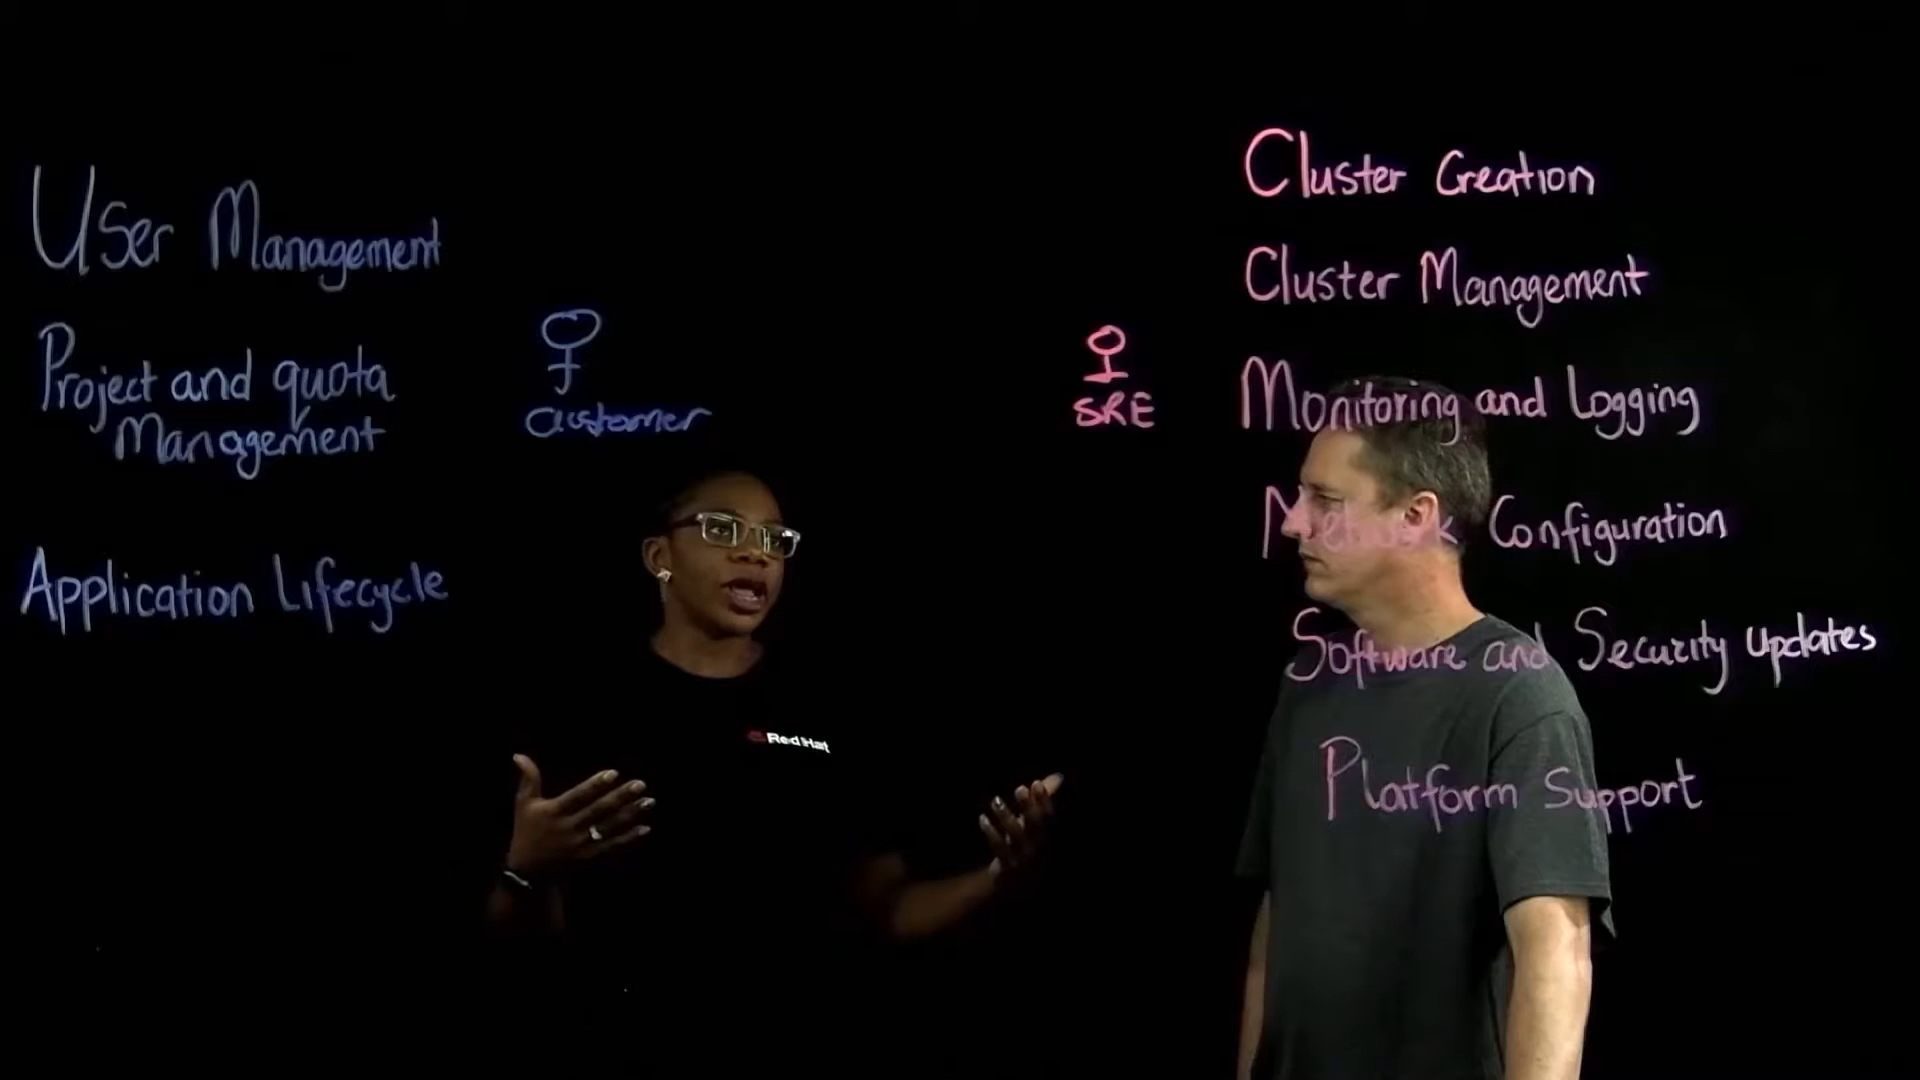 User Management
Project and quota
Management
Application Lifecycle
customer
SRE
Cluster Creation
Cluster Management
Monitoring and Logging
Network Configuration
Software and Security updates
Platform Support
Red Hat